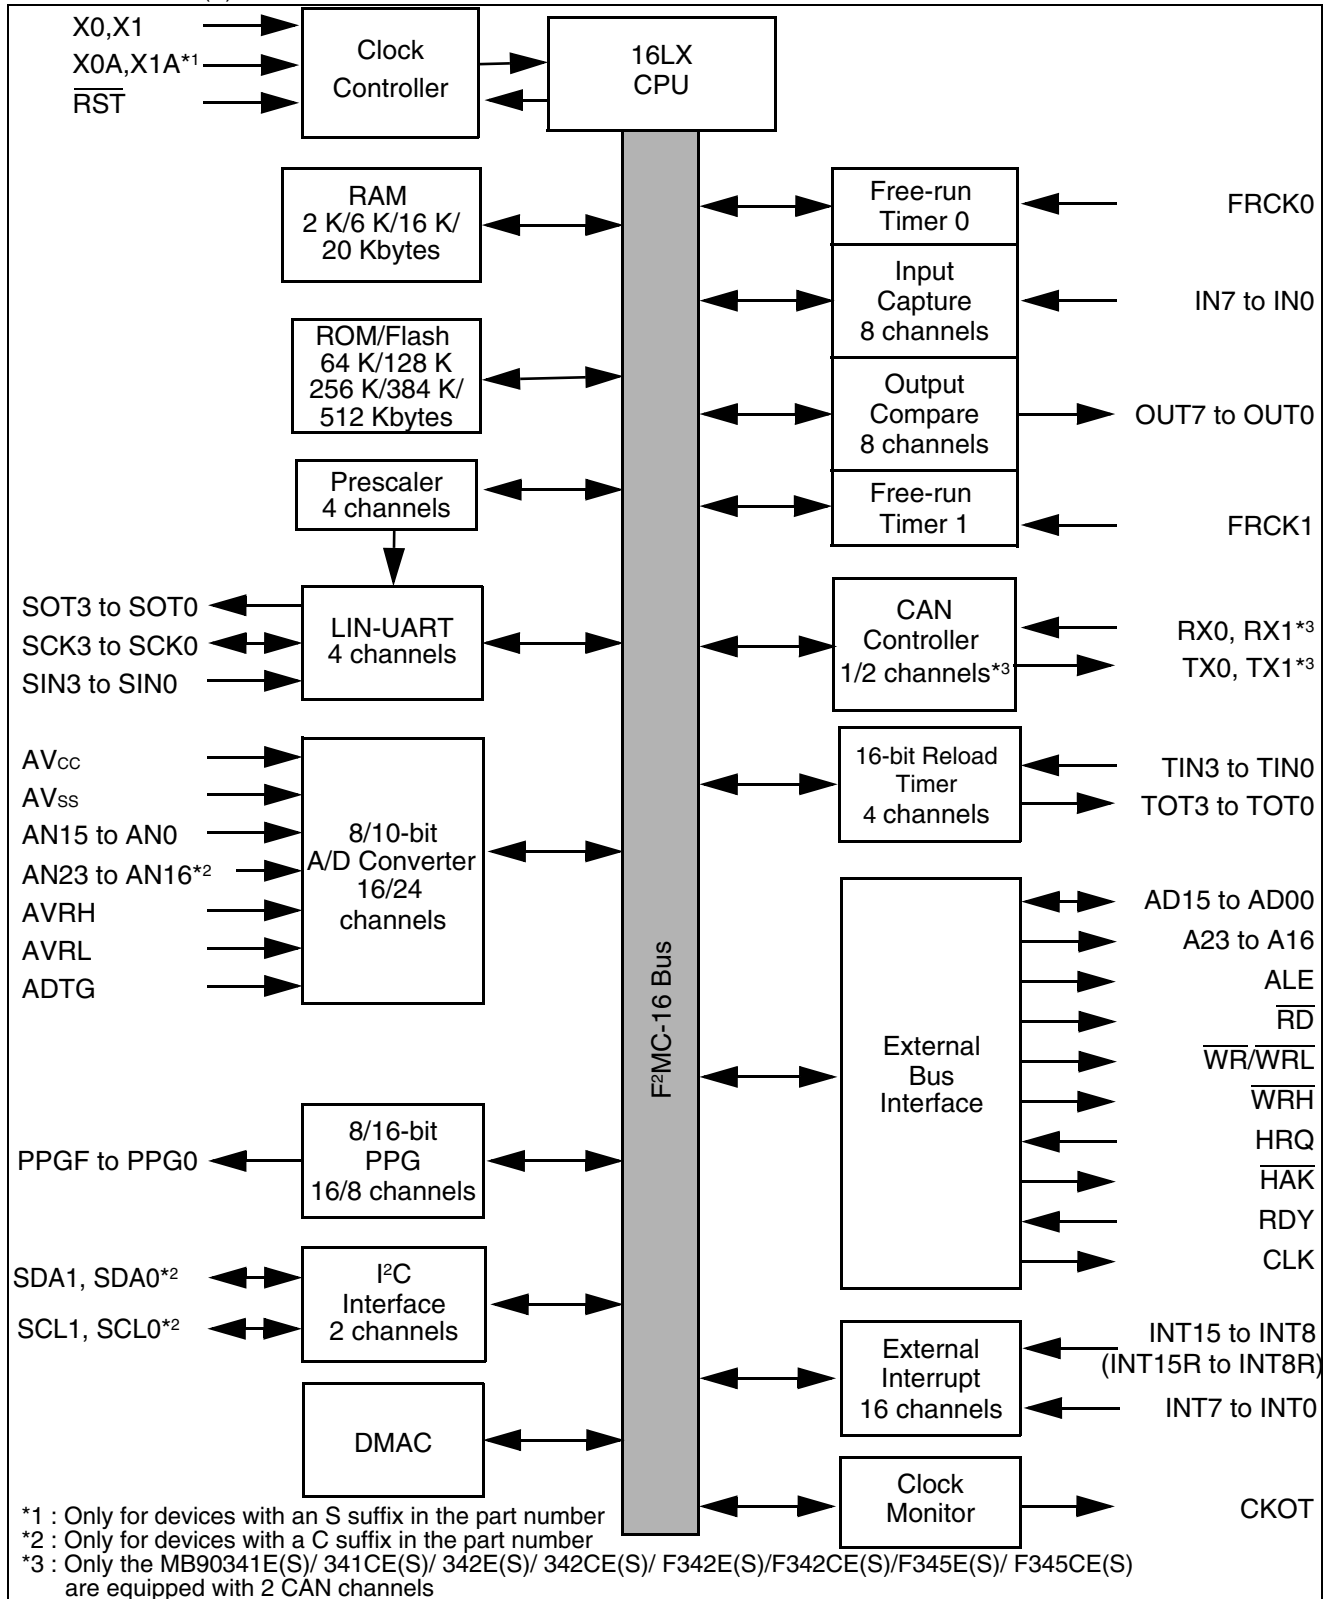 X0,X1
X0A,X1A*1
RST
Clock
Controller
16LX
CPU
RAM
2 K/6 K/16 K/
20 Kbytes
ROM/Flash
64 K/128 K
256 K/384 K/
512 Kbytes
Prescaler
4 channels
SOT3 to SOT0
SCK3 to SCK0
SIN3 to SIN0
LIN-UART
4 channels
AVCC
AVSS
AN15 to AN0
AN23 to AN16*2
AVRH
AVRL
ADTG
8/10-bit
A/D Converter
16/24
channels
PPGF to PPG0
8/16-bit
PPG
16/8 channels
SDA1, SDA0*2
SCL1, SCL0*2
I²C
Interface
2 channels
DMAC
F²MC-16 Bus
Free-run
Timer 0
FRCK0
Input
Capture
8 channels
IN7 to IN0
Output
Compare
8 channels
OUT7 to OUT0
Free-run
Timer 1
FRCK1
CAN
Controller
1/2 channels*3
RX0, RX1*3
TX0, TX1*3
16-bit Reload
Timer
4 channels
TIN3 to TIN0
TOT3 to TOT0
External
Bus
Interface
AD15 to AD00
A23 to A16
ALE
RD
WR/WRL
WRH
HRQ
HAK
RDY
CLK
External
Interrupt
16 channels
INT15 to INT8
(INT15R to INT8R)
INT7 to INT0
Clock
Monitor
CKOT
*1 : Only for devices with an S suffix in the part number
*2 : Only for devices with a C suffix in the part number
*3 : Only the MB90341E(S)/ 341CE(S)/ 342E(S)/ 342CE(S)/ F342E(S)/F342CE(S)/F345E(S)/ F345CE(S)
are equipped with 2 CAN channels